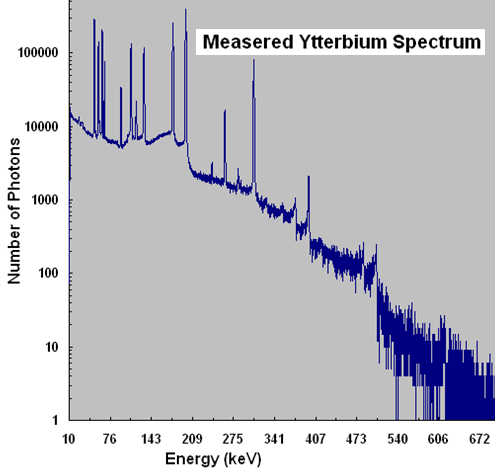 Measered Ytterbium Spectrum
Number of Photons
100000
10000
1000
100
10
1
10 76 143 209 275 341 407 473 540 606 672
Energy (keV)